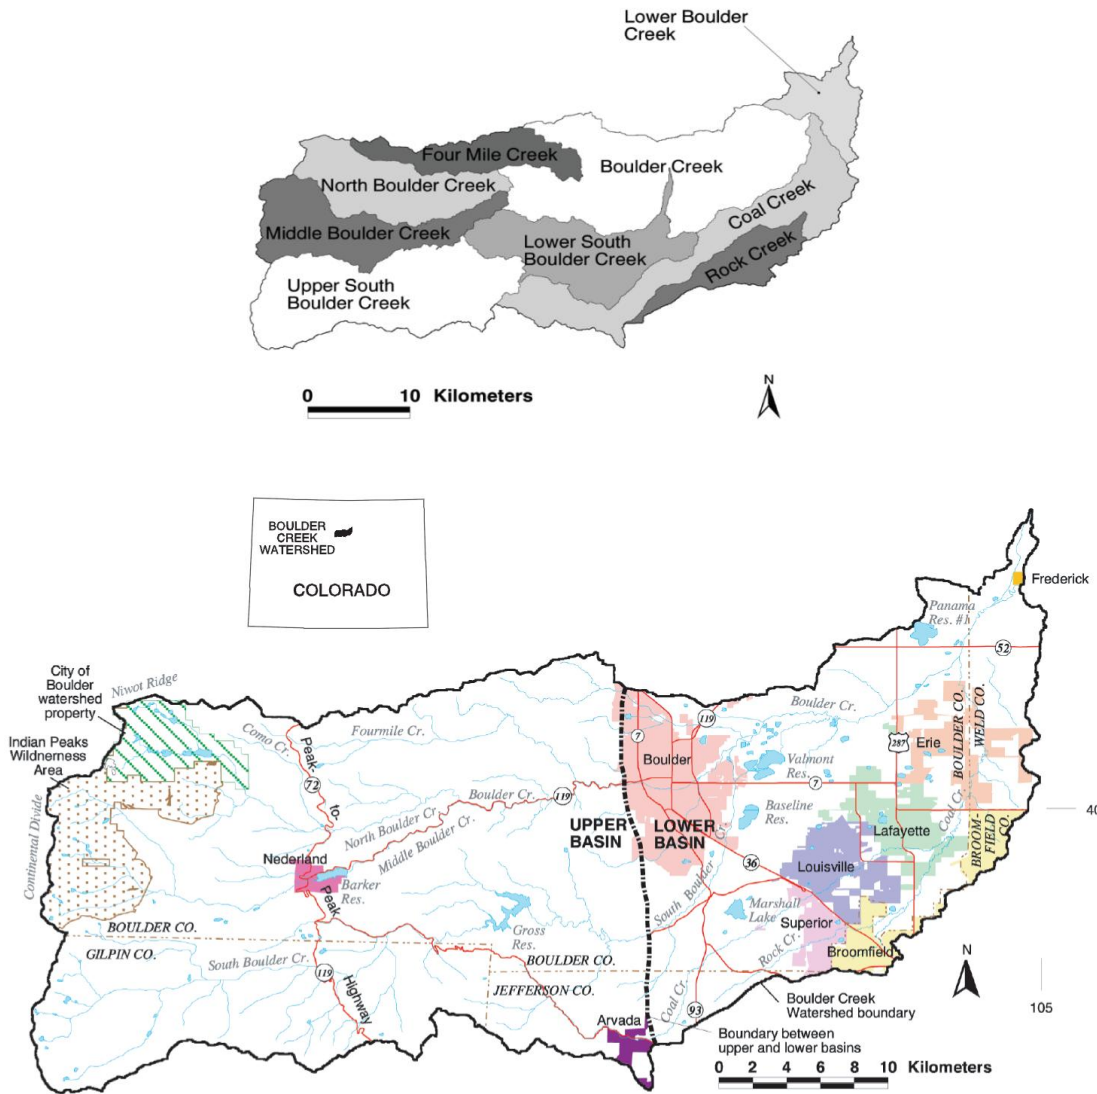 Lower Boulder
Creek
Four Mile Creek
Boulder Creek
North Boulder Creek
Coal Creek
Middle Boulder Creek
Lower South
Boulder Creek
Rock Creek
Upper South
Boulder Creek
N
0 10 Kilometers
BOULDER
CREEK
WATERSHED
COLORADO
Frederick
Panama
Res. #1
52
City of
Boulder
watershed
property
Niwot Ridge
Indian Peaks
Wilderness
Area
Como Cr.
Peak-
72
to-
Peak
119
Highway
Fourmile Cr.
Boulder Cr.
119
North Boulder Cr.
Middle Boulder Cr.
Continental Divide
Nederland
Barker
Res.
UPPER
BASIN
LOWER
BASIN
7
119
Boulder
Boulder Cr.
Valmont
Res.
7
Baseline
Res.
287
Erie
BOULDER CO.
WELD CO.
Coal Cr.
BROOM-
FIELD
CO.
40
Lafayette
Louisville
36
South Boulder
Cr.
Marshall
Lake
Superior
Rock Cr.
Broomfield
Gross
Res.
BOULDER CO.
GILPIN CO.
South Boulder Cr.
BOULDER CO.
JEFFERSON CO.
Arvada
Coal Cr.
93
N
105
Boulder Creek
Watershed boundary
Boundary between
upper and lower basins
0 2 4 6 8 10 Kilometers